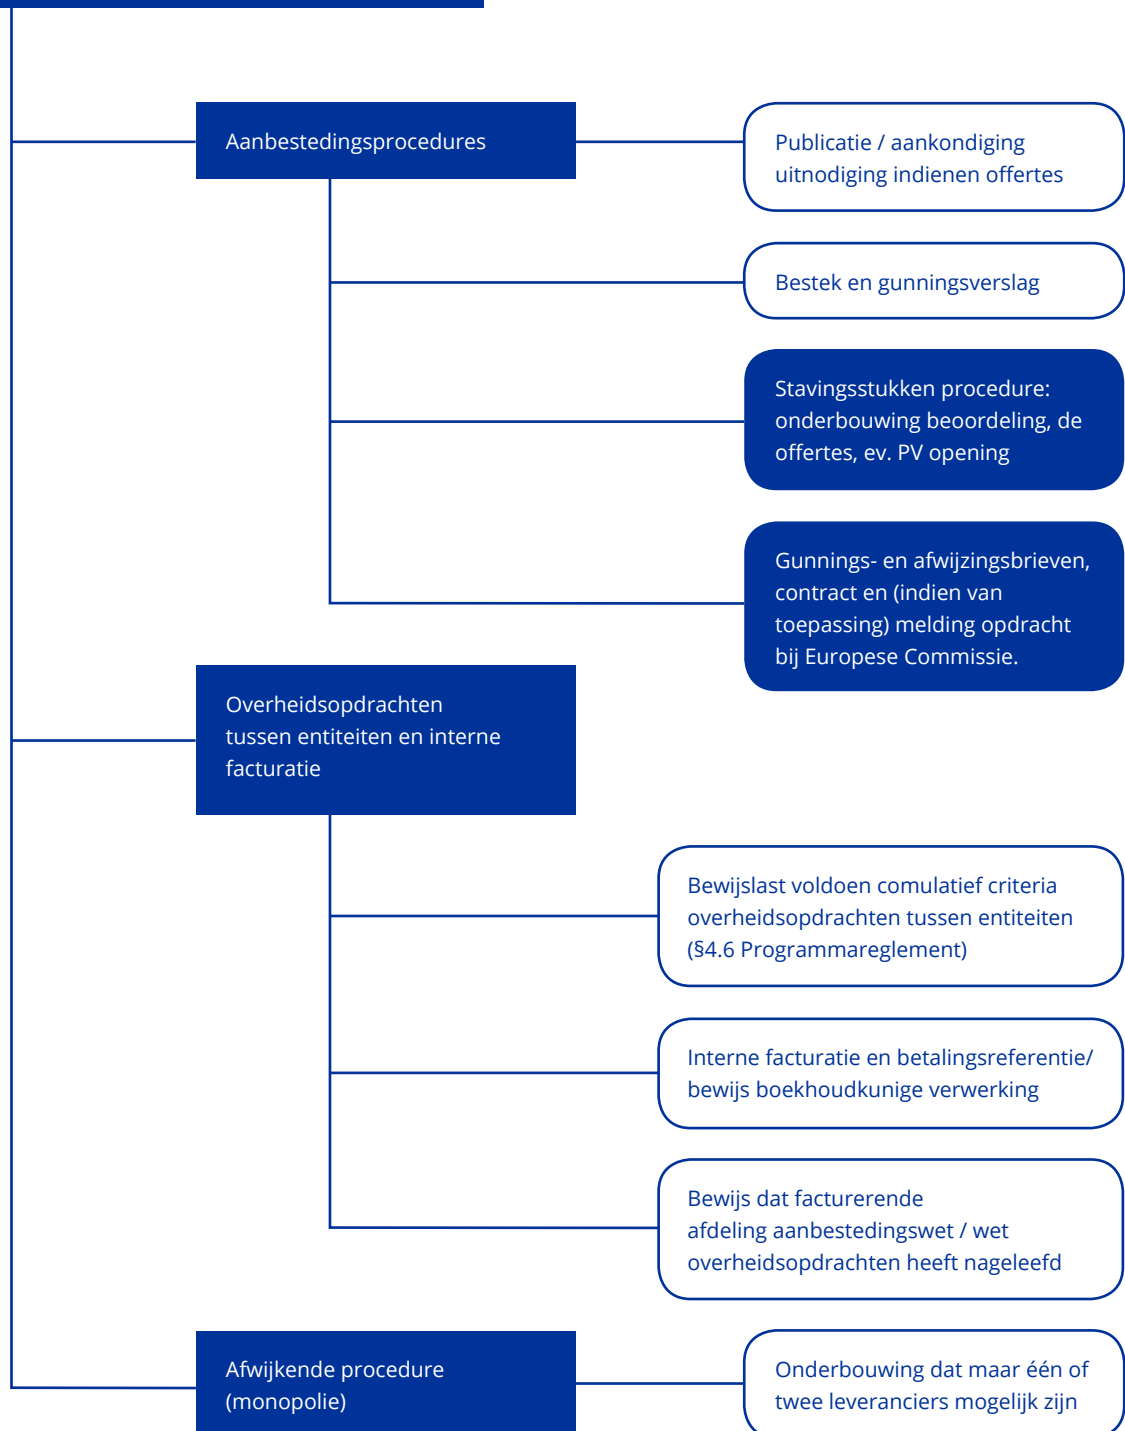 Aanbestedingsprocedures
Publicatie / aankondiging
uitnodiging indienen offertes
Bestek en gunningsverslag
Stavingsstukken procedure:
onderbouwing beoordeling, de
offertes, ev. PV opening
Gunnings- en afwijzingsbrieven,
contract en (indien van
toepassing) melding opdracht
bij Europese Commissie.
Overheidsopdrachten
tussen entiteiten en interne
facturatie
Bewijslast voldoen comulatief criteria
overheidsopdrachten tussen entiteiten
(§4.6 Programmareglement)
Interne facturatie en betalingsreferentie/
bewijs boekhoudkunige verwerking
Bewijs dat facturerende
afdeling aanbestedingswet / wet
overheidsopdrachten heeft nageleefd
Afwijkende procedure
(monopolie)
Onderbouwing dat maar één of
twee leveranciers mogelijk zijn